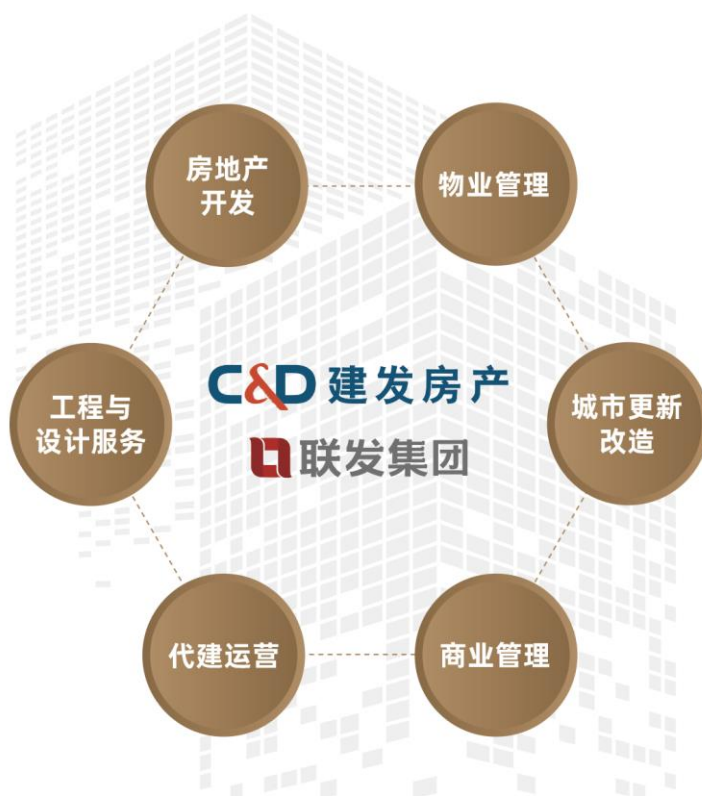 房地产
开发
物业管理
工程与
设计服务
C&D 建发房产
联发集团
城市更新
改造
代建运营
商业管理